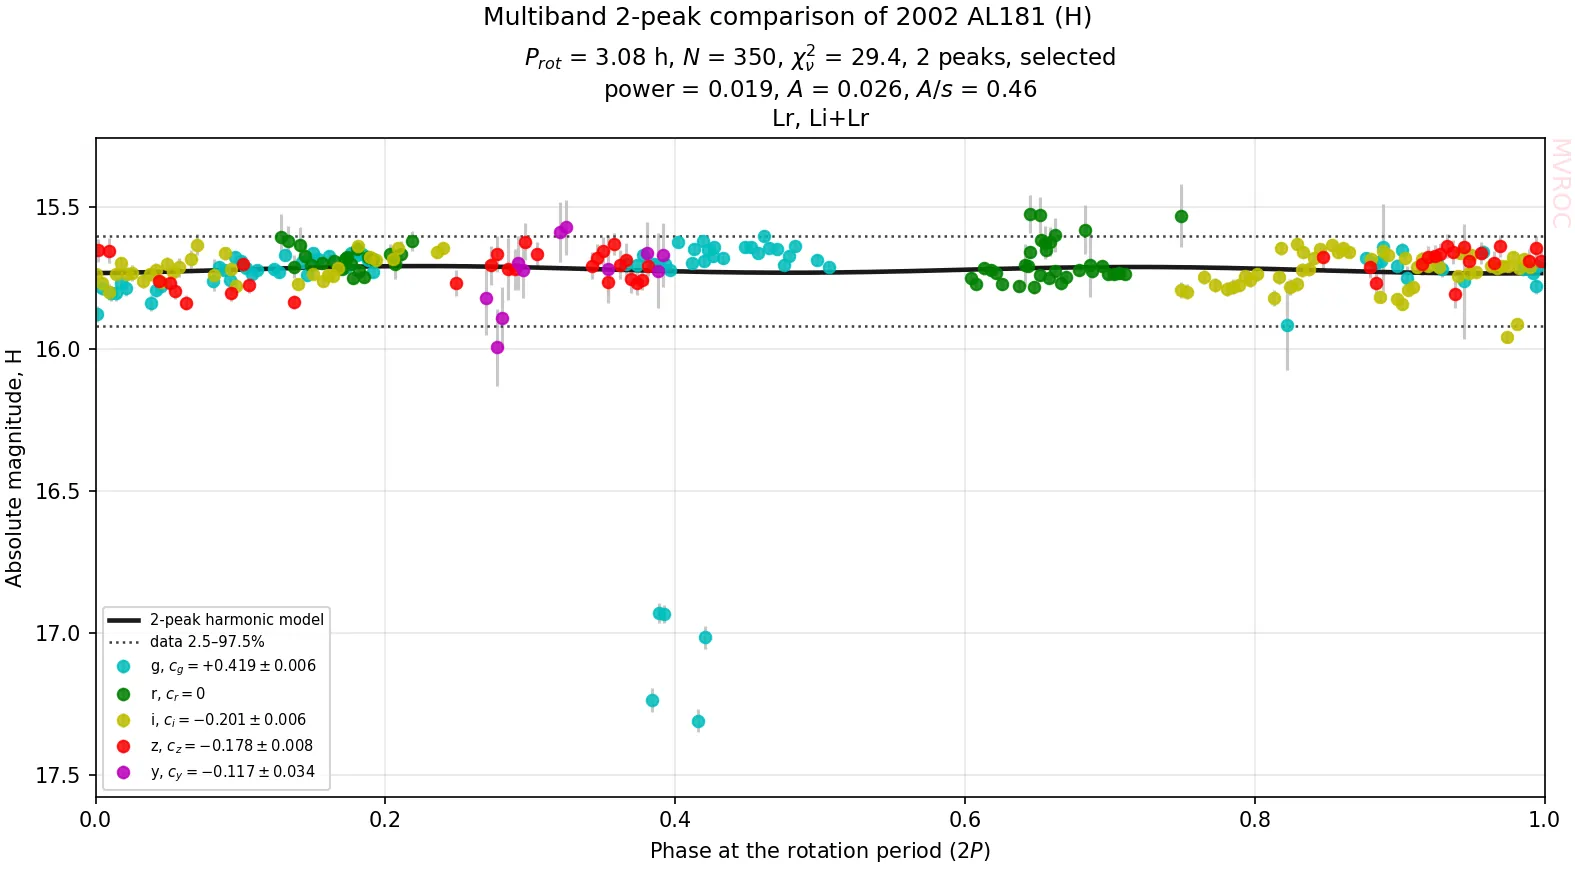 Multiband 2-peak comparison of 2002 AL181 (H)
P_rot = 3.08 h, N = 350, χ²_ν = 29.4, 2 peaks, selected
power = 0.019, A = 0.026, A/s = 0.46
Lr, Li+Lr
MVROC
Absolute magnitude, H
15.5
16.0
16.5
17.0
17.5
2-peak harmonic model
data 2.5–97.5%
g, c_g = +0.419 ± 0.006
r, c_r = 0
i, c_i = −0.201 ± 0.006
z, c_z = −0.178 ± 0.008
y, c_y = −0.117 ± 0.034
0.0 0.2 0.4 0.6 0.8 1.0
Phase at the rotation period (2P)